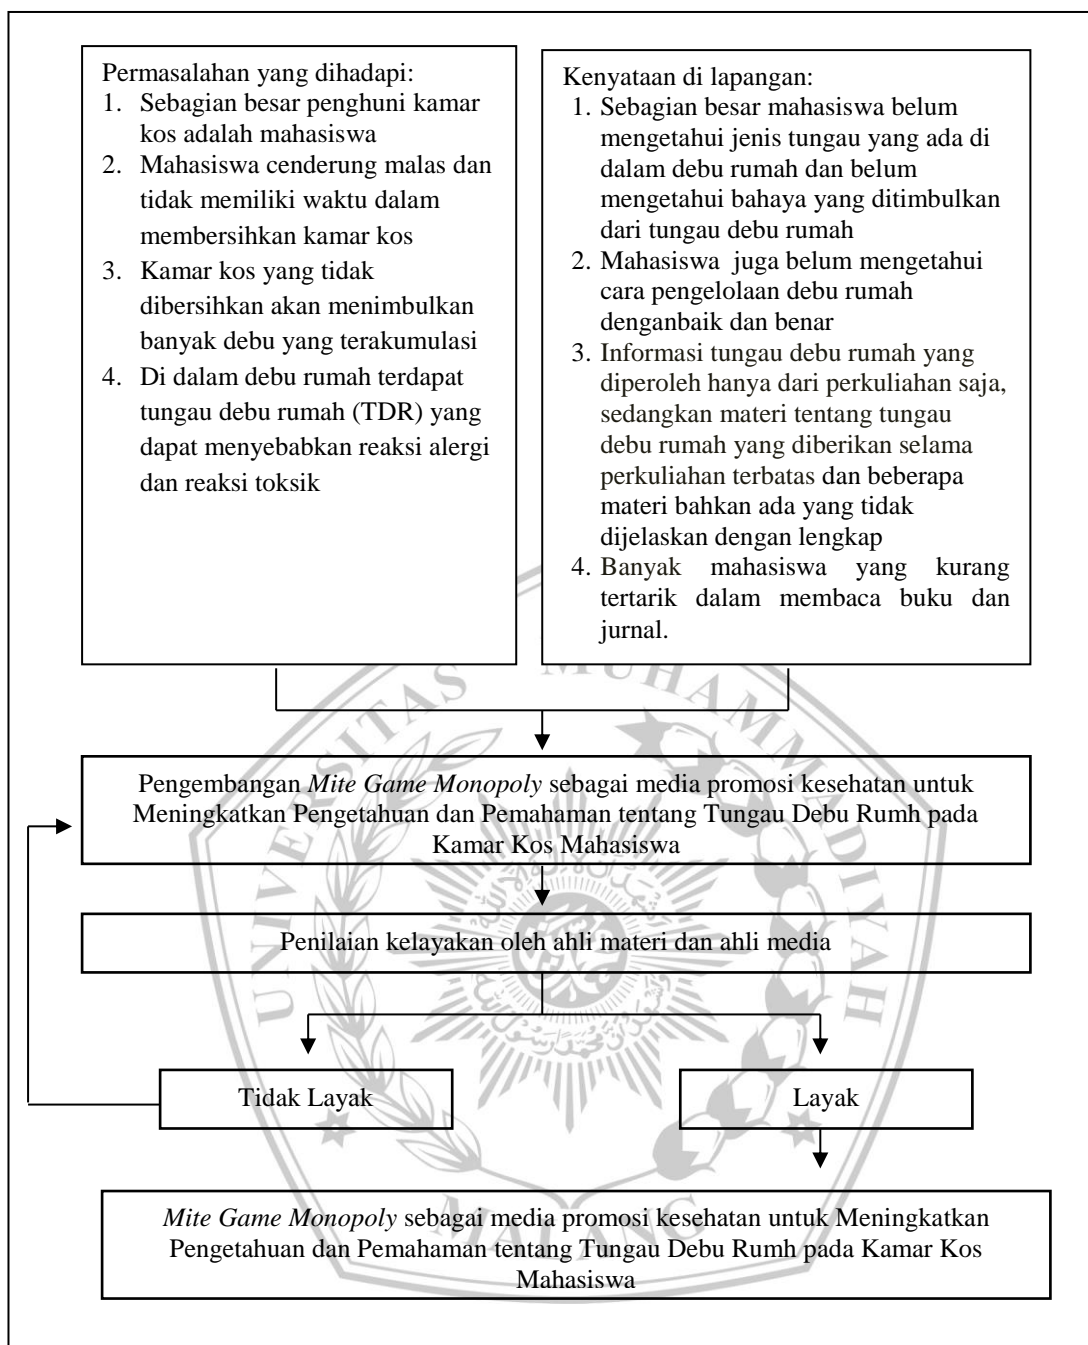 Permasalahan yang dihadapi:
1. Sebagian besar penghuni kamar
kos adalah mahasiswa
2. Mahasiswa cenderung malas dan
tidak memiliki waktu dalam
membersihkan kamar kos
3. Kamar kos yang tidak
dibersihkan akan menimbulkan
banyak debu yang terakumulasi
4. Di dalam debu rumah terdapat
tungau debu rumah (TDR) yang
dapat menyebabkan reaksi alergi
dan reaksi toksik
Kenyataan di lapangan:
1. Sebagian besar mahasiswa belum
mengetahui jenis tungau yang ada di
dalam debu rumah dan belum
mengetahui bahaya yang ditimbulkan
dari tungau debu rumah
2. Mahasiswa juga belum mengetahui
cara pengelolaan debu rumah
denganbaik dan benar
3. Informasi tungau debu rumah yang
diperoleh hanya dari perkuliahan saja,
sedangkan materi tentang tungau
debu rumah yang diberikan selama
perkuliahan terbatas dan beberapa
materi bahkan ada yang tidak
dijelaskan dengan lengkap
4. Banyak mahasiswa yang kurang
tertarik dalam membaca buku dan
jurnal.
Pengembangan Mite Game Monopoly sebagai media promosi kesehatan untuk
Meningkatkan Pengetahuan dan Pemahaman tentang Tungau Debu Rumh pada
Kamar Kos Mahasiswa
Penilaian kelayakan oleh ahli materi dan ahli media
Tidak Layak
Layak
Mite Game Monopoly sebagai media promosi kesehatan untuk Meningkatkan
Pengetahuan dan Pemahaman tentang Tungau Debu Rumh pada Kamar Kos
Mahasiswa
UNIVERSITAS MUHAMMADIYAH
MALANG